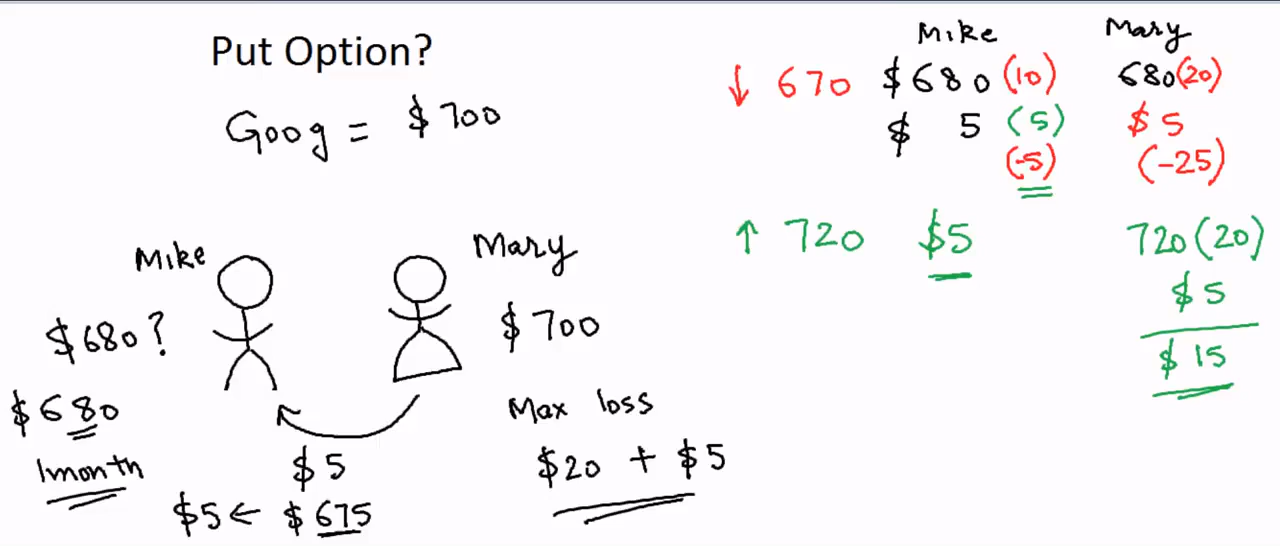 Put Option?
Goog = $700
Mike
Mary
$680?
$700
$680
1month
$5
$5 ← $675
Max loss
$20 + $5
Mike Mary
↓ 670 $680 (10) 680(20)
$ 5 (5) $5
(-5) (-25)
↑ 720 $5 720(20)
$5
$15